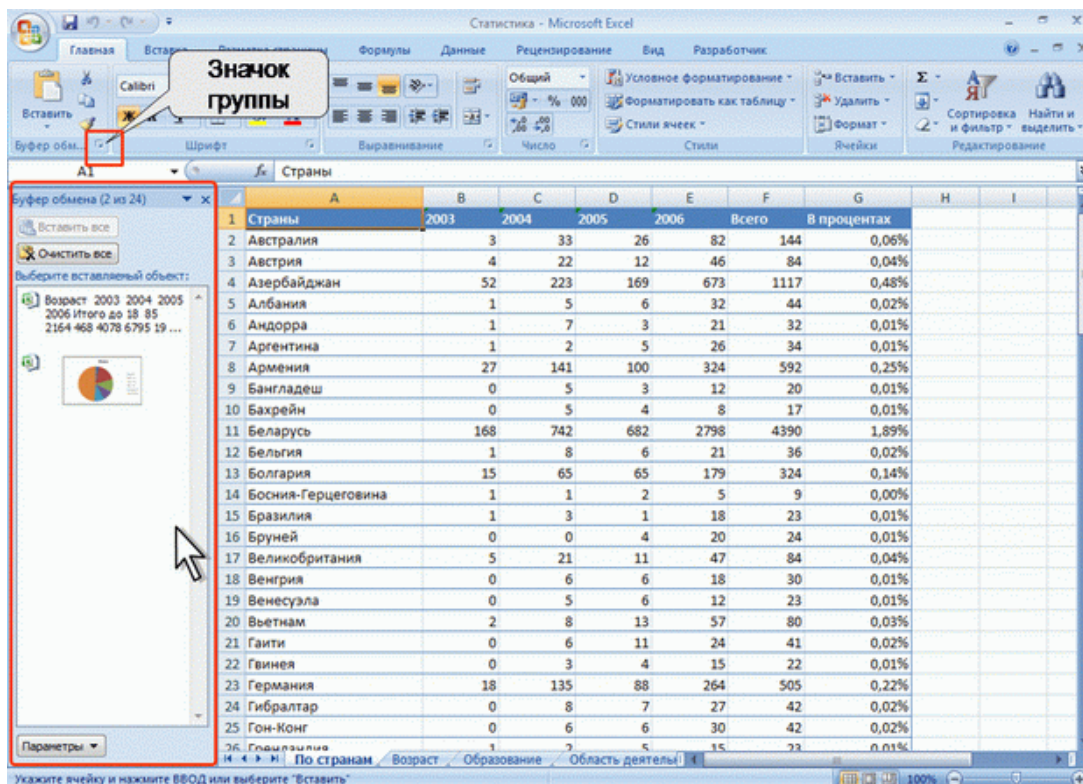 Статистика - Microsoft Excel
Главная Формулы Данные Рецензирование Вид Разработчик
Значок
группы
Вставить
Calibri
Общий
% 000
Условное форматирование
Форматировать как таблицу
Стили ячеек
Вставить
Удалить
Формат
Сортировка
и фильтр
Найти и
выделить
Буфер обм... Шрифт Выравнивание Число Стили Ячейки Редактирование
A1 fx Страны
Буфер обмена (2 из 24)
Вставить все
Очистить все
Выберите вставляемый объект:
Возраст 2003 2004 2005
2006 Итого до 18 85
2164 468 4078 6795 19 ...
Параметры
A B C D E F G H I
1 Страны 2003 2004 2005 2006 Всего В процентах
2 Австралия 3 33 26 82 144 0,06%
3 Австрия 4 22 12 46 84 0,04%
4 Азербайджан 52 223 169 673 1117 0,48%
5 Албания 1 5 6 32 44 0,02%
6 Андорра 1 7 3 21 32 0,01%
7 Аргентина 1 2 5 26 34 0,01%
8 Армения 27 141 100 324 592 0,25%
9 Бангладеш 0 5 3 12 20 0,01%
10 Бахрейн 0 5 4 8 17 0,01%
11 Беларусь 168 742 682 2798 4390 1,89%
12 Бельгия 1 8 6 21 36 0,02%
13 Болгария 15 65 65 179 324 0,14%
14 Босния-Герцеговина 1 1 2 5 9 0,00%
15 Бразилия 1 3 1 18 23 0,01%
16 Бруней 0 0 4 20 24 0,01%
17 Великобритания 5 21 11 47 84 0,04%
18 Венгрия 0 6 6 18 30 0,01%
19 Венесуэла 0 5 6 12 23 0,01%
20 Вьетнам 2 8 13 57 80 0,03%
21 Гаити 0 6 11 24 41 0,02%
22 Гвинея 0 3 4 15 22 0,01%
23 Германия 18 135 88 264 505 0,22%
24 Гибралтар 0 8 7 27 42 0,02%
25 Гон-Конг 0 6 6 30 42 0,02%
26 Гренландия 1 2 5 15 23 0,01%
По странам Возраст Образование Область деятель
Укажите ячейку и нажмите ВВОД или выберите "Вставить" 100%